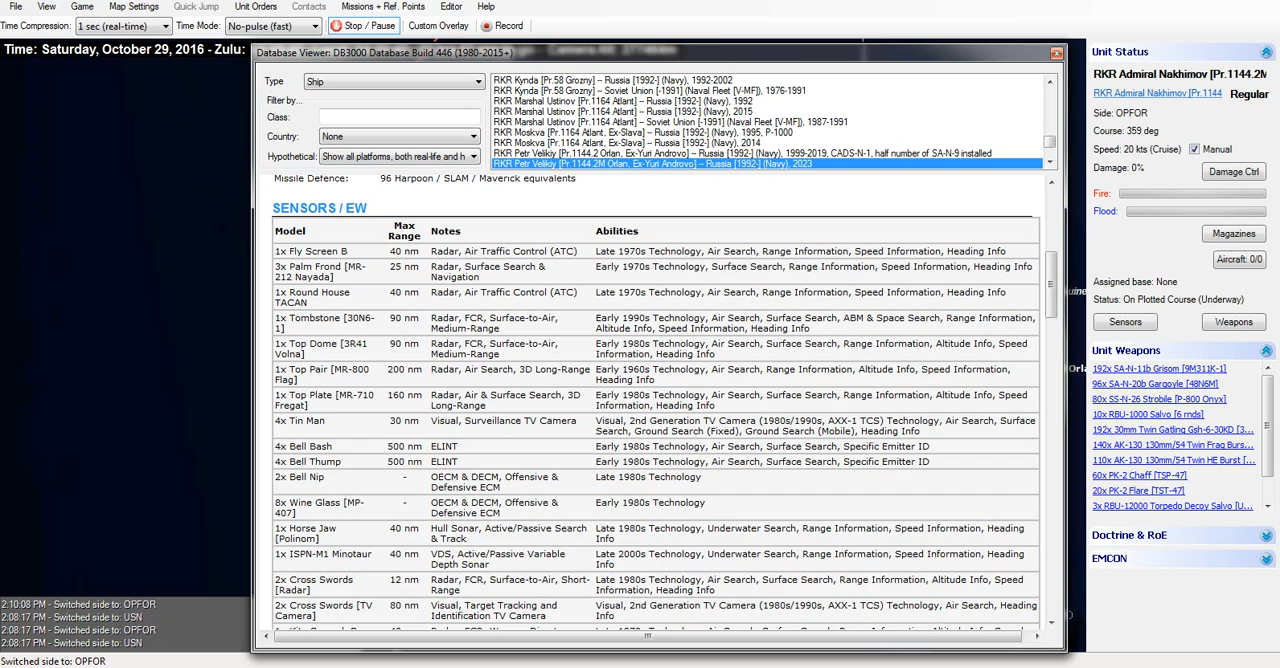 File View Game Map Settings Quick Jump Unit Orders Contacts Missions + Ref. Points Editor Help
Time Compression: 1 sec (real-time) Time Mode: No-pulse (fast) Stop / Pause Custom Overlay Record
Time: Saturday, October 29, 2016 - Zulu:
Database Viewer: DB3000 Database Build 446 (1980-2015+)
Type Ship
Filter by...
Class:
Country: None
Hypothetical: Show all platforms, both real-life and h
RKR Kynda [Pr.58 Grozny] -- Russia [1992-] (Navy), 1992-2002
RKR Kynda [Pr.58 Grozny] -- Soviet Union [-1991] (Naval Fleet [V-MF]), 1976-1991
RKR Marshal Ustinov [Pr.1164 Atlant] -- Russia [1992-] (Navy), 1992
RKR Marshal Ustinov [Pr.1164 Atlant] -- Russia [1992-] (Navy), 2015
RKR Marshal Ustinov [Pr.1164 Atlant] -- Soviet Union [-1991] (Naval Fleet [V-MF]), 1987-1991
RKR Moskva [Pr.1164 Atlant, Ex-Slava] -- Russia [1992-] (Navy), 1995, P-1000
RKR Moskva [Pr.1164 Atlant, Ex-Slava] -- Russia [1992-] (Navy), 2014
RKR Petr Velikiy [Pr.1144.2 Orlan, Ex-Yuri Androvo] -- Russia [1992-] (Navy), 1999-2019, CADS-N-1, half number of SA-N-9 installed
RKR Petr Velikiy [Pr.1144.2M Orlan, Ex-Yuri Androvo] -- Russia [1992-] (Navy), 2023
Missile Defence: 96 Harpoon / SLAM / Maverick equivalents
SENSORS / EW
Model Max Range Notes Abilities
1x Fly Screen B 40 nm Radar, Air Traffic Control (ATC) Late 1970s Technology, Air Search, Range Information, Speed Information, Heading Info
3x Palm Frond [MR-212 Nayada] 25 nm Radar, Surface Search & Navigation Early 1970s Technology, Surface Search, Range Information, Speed Information, Heading Info
1x Round House TACAN 40 nm Radar, Air Traffic Control (ATC) Late 1970s Technology, Air Search, Range Information, Speed Information, Heading Info
1x Tombstone [30N6-1] 90 nm Radar, FCR, Surface-to-Air, Medium-Range Early 1990s Technology, Air Search, Surface Search, ABM & Space Search, Range Information, Altitude Info, Speed Information, Heading Info
1x Top Dome [3R41 Volna] 90 nm Radar, FCR, Surface-to-Air, Medium-Range Early 1980s Technology, Air Search, Surface Search, Range Information, Altitude Info, Speed Information, Heading Info
1x Top Pair [MR-800 Flag] 200 nm Radar, Air Search, 3D Long-Range Early 1960s Technology, Air Search, Range Information, Altitude Info, Speed Information, Heading Info
1x Top Plate [MR-710 Fregat] 160 nm Radar, Air & Surface Search, 3D Long-Range Early 1980s Technology, Air Search, Surface Search, Range Information, Altitude Info, Speed Information, Heading Info
4x Tin Man 30 nm Visual, Surveillance TV Camera Visual, 2nd Generation TV Camera (1980s/1990s, AXX-1 TCS) Technology, Air Search, Surface Search, Ground Search (Fixed), Ground Search (Mobile), Heading Info
4x Bell Bash 500 nm ELINT Early 1980s Technology, Air Search, Surface Search, Specific Emitter ID
4x Bell Thump 500 nm ELINT Early 1980s Technology, Air Search, Surface Search, Specific Emitter ID
2x Bell Nip - OECM & DECM, Offensive & Defensive ECM Late 1980s Technology
8x Wine Glass [MP-407] - OECM & DECM, Offensive & Defensive ECM Early 1980s Technology
1x Horse Jaw [Polinom] 40 nm Hull Sonar, Active/Passive Search & Track Late 1980s Technology, Underwater Search, Range Information, Speed Information, Heading Info
1x ISPN-M1 Minotaur 40 nm VDS, Active/Passive Variable Depth Sonar Late 2000s Technology, Underwater Search, Range Information, Speed Information, Heading Info
2x Cross Swords [Radar] 12 nm Radar, FCR, Surface-to-Air, Short-Range Late 1980s Technology, Air Search, Surface Search, Range Information, Altitude Info, Speed Information, Heading Info
2x Cross Swords [TV Camera] 80 nm Visual, Target Tracking and Identification TV Camera Visual, 2nd Generation TV Camera (1980s/1990s, AXX-1 TCS) Technology, Air Search, Heading Info
Unit Status
RKR Admiral Nakhimov [Pr.1144.2M
RKR Admiral Nakhimov [Pr.1144 Regular
Side: OPFOR
Course: 359 deg
Speed: 20 kts (Cruise) Manual
Damage: 0% Damage Ctrl
Fire:
Flood:
Magazines
Aircraft: 0/0
Assigned base: None
Status: On Plotted Course (Underway)
Sensors Weapons
Unit Weapons
192x SA-N-11b Grisom [9M311K-1]
96x SA-N-20b Gargoyle [48N6M]
80x SS-N-26 Strobile [P-800 Onyx]
10x RBU-1000 Salvo [6 rnds]
192x 30mm Twin Gatling Gsh-6-30KD [3...
140x AK-130 130mm/54 Twin Frag Burs...
110x AK-130 130mm/54 Twin HE Burst [...
60x PK-2 Chaff [TSP-47]
20x PK-2 Flare [TST-47]
3x RBU-12000 Torpedo Decoy Salvo [U...
Doctrine & RoE
EMCON
2:10:08 PM - Switched side to: OPFOR
2:08:17 PM - Switched side to: USN
2:08:17 PM - Switched side to: OPFOR
2:08:17 PM - Switched side to: USN
Switched side to: OPFOR